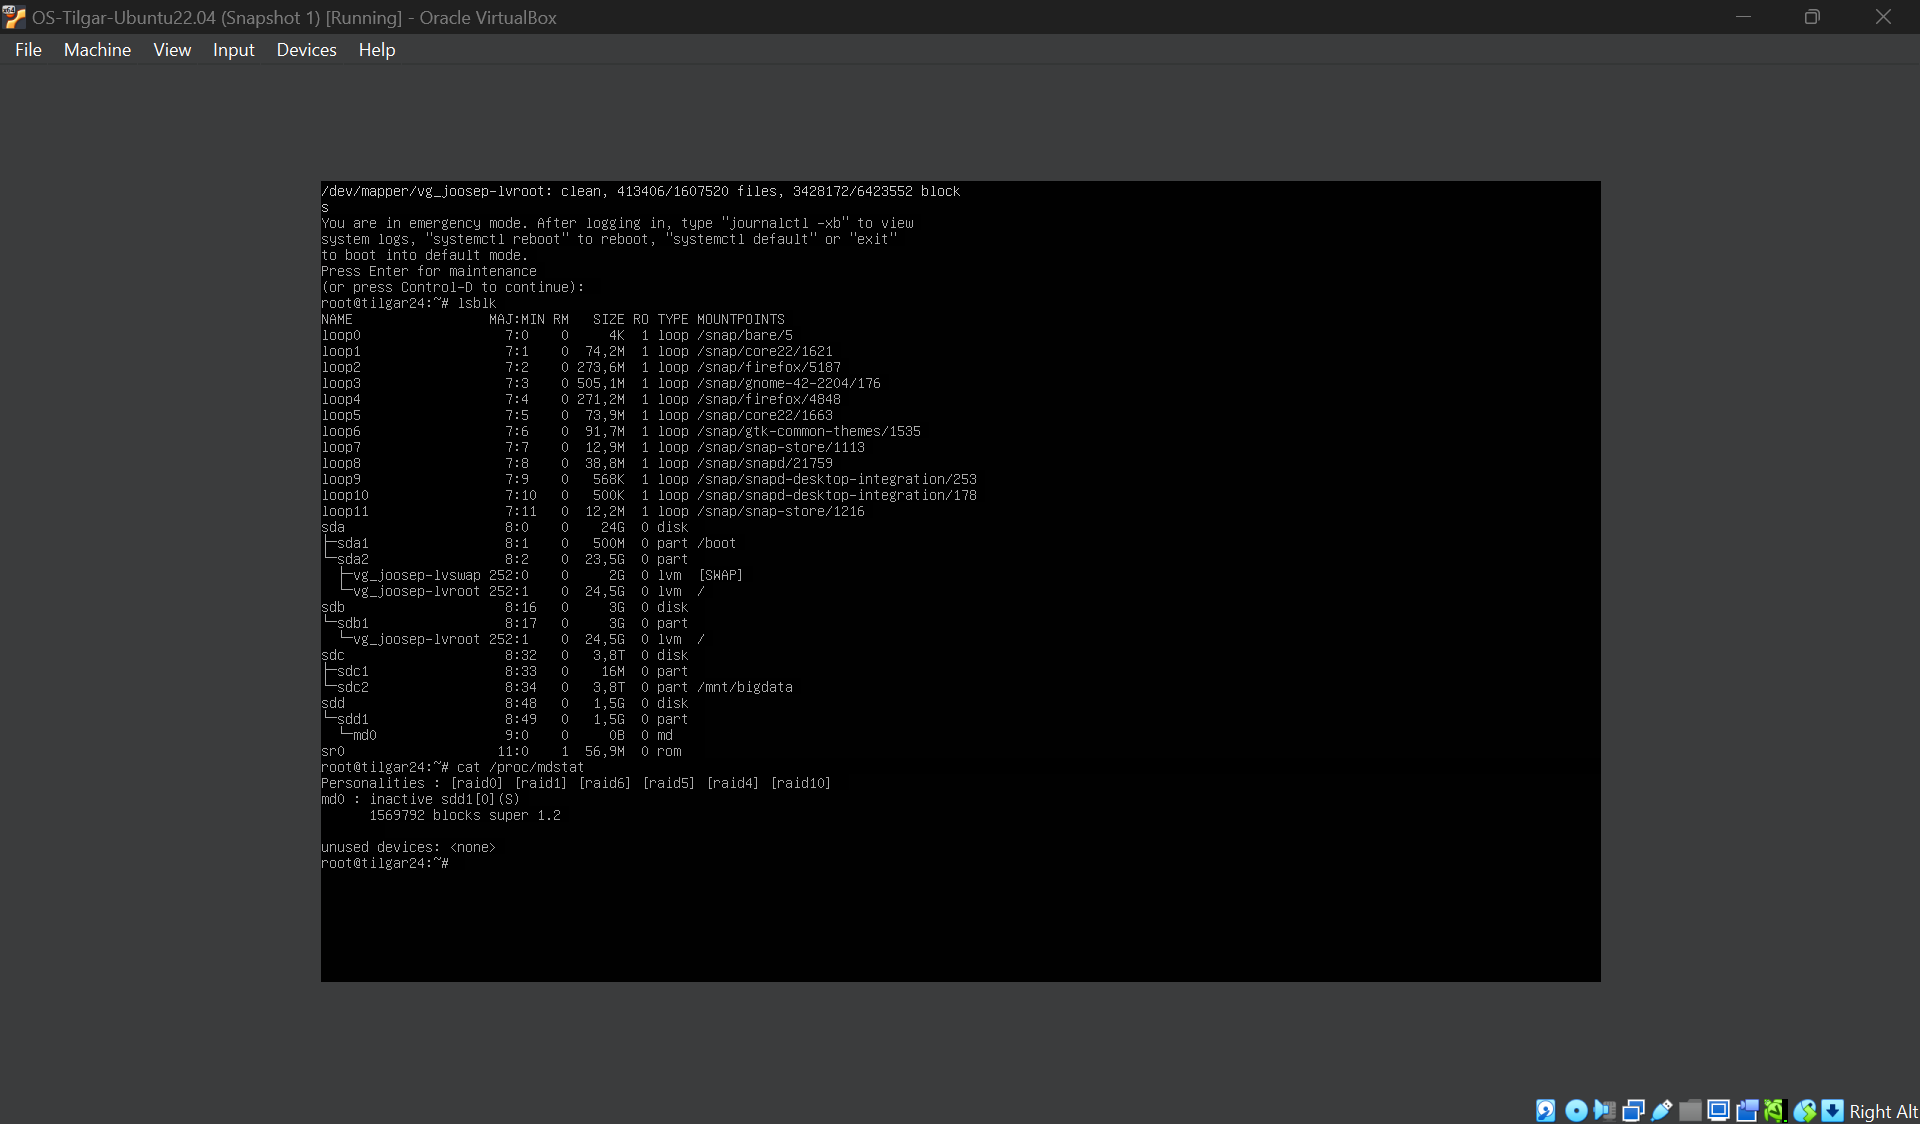 OS-Tilgar-Ubuntu22.04 (Snapshot 1) [Running] - Oracle VirtualBox
File Machine View Input Devices Help
/dev/mapper/vg_joosep-lvroot: clean, 413406/1607520 files, 3428172/6423552 block
s
You are in emergency mode. After logging in, type "journalctl -xb" to view
system logs, "systemctl reboot" to reboot, "systemctl default" or "exit"
to boot into default mode.
Press Enter for maintenance
(or press Control-D to continue):
root@tilgar24:~# lsblk
NAME MAJ:MIN RM SIZE RO TYPE MOUNTPOINTS
loop0 7:0 0 4K 1 loop /snap/bare/5
loop1 7:1 0 74,2M 1 loop /snap/core22/1621
loop2 7:2 0 273,6M 1 loop /snap/firefox/5187
loop3 7:3 0 505,1M 1 loop /snap/gnome-42-2204/176
loop4 7:4 0 271,2M 1 loop /snap/firefox/4848
loop5 7:5 0 73,9M 1 loop /snap/core22/1663
loop6 7:6 0 91,7M 1 loop /snap/gtk-common-themes/1535
loop7 7:7 0 12,9M 1 loop /snap/snap-store/1113
loop8 7:8 0 38,8M 1 loop /snap/snapd/21759
loop9 7:9 0 568K 1 loop /snap/snapd-desktop-integration/253
loop10 7:10 0 500K 1 loop /snap/snapd-desktop-integration/178
loop11 7:11 0 12,2M 1 loop /snap/snap-store/1216
sda 8:0 0 24G 0 disk
├─sda1 8:1 0 500M 0 part /boot
└─sda2 8:2 0 23,5G 0 part
  ├─vg_joosep-lvswap 252:0 0 2G 0 lvm [SWAP]
  └─vg_joosep-lvroot 252:1 0 24,5G 0 lvm /
sdb 8:16 0 3G 0 disk
└─sdb1 8:17 0 3G 0 part
  └─vg_joosep-lvroot 252:1 0 24,5G 0 lvm /
sdc 8:32 0 3,8T 0 disk
├─sdc1 8:33 0 16M 0 part
└─sdc2 8:34 0 3,8T 0 part /mnt/bigdata
sdd 8:48 0 1,5G 0 disk
└─sdd1 8:49 0 1,5G 0 part
  └─md0 9:0 0 0B 0 md
sr0 11:0 1 56,9M 0 rom
root@tilgar24:~# cat /proc/mdstat
Personalities : [raid0] [raid1] [raid6] [raid5] [raid4] [raid10]
md0 : inactive sdd1[0](S)
      1569792 blocks super 1.2
unused devices: <none>
root@tilgar24:~#
Right Alt